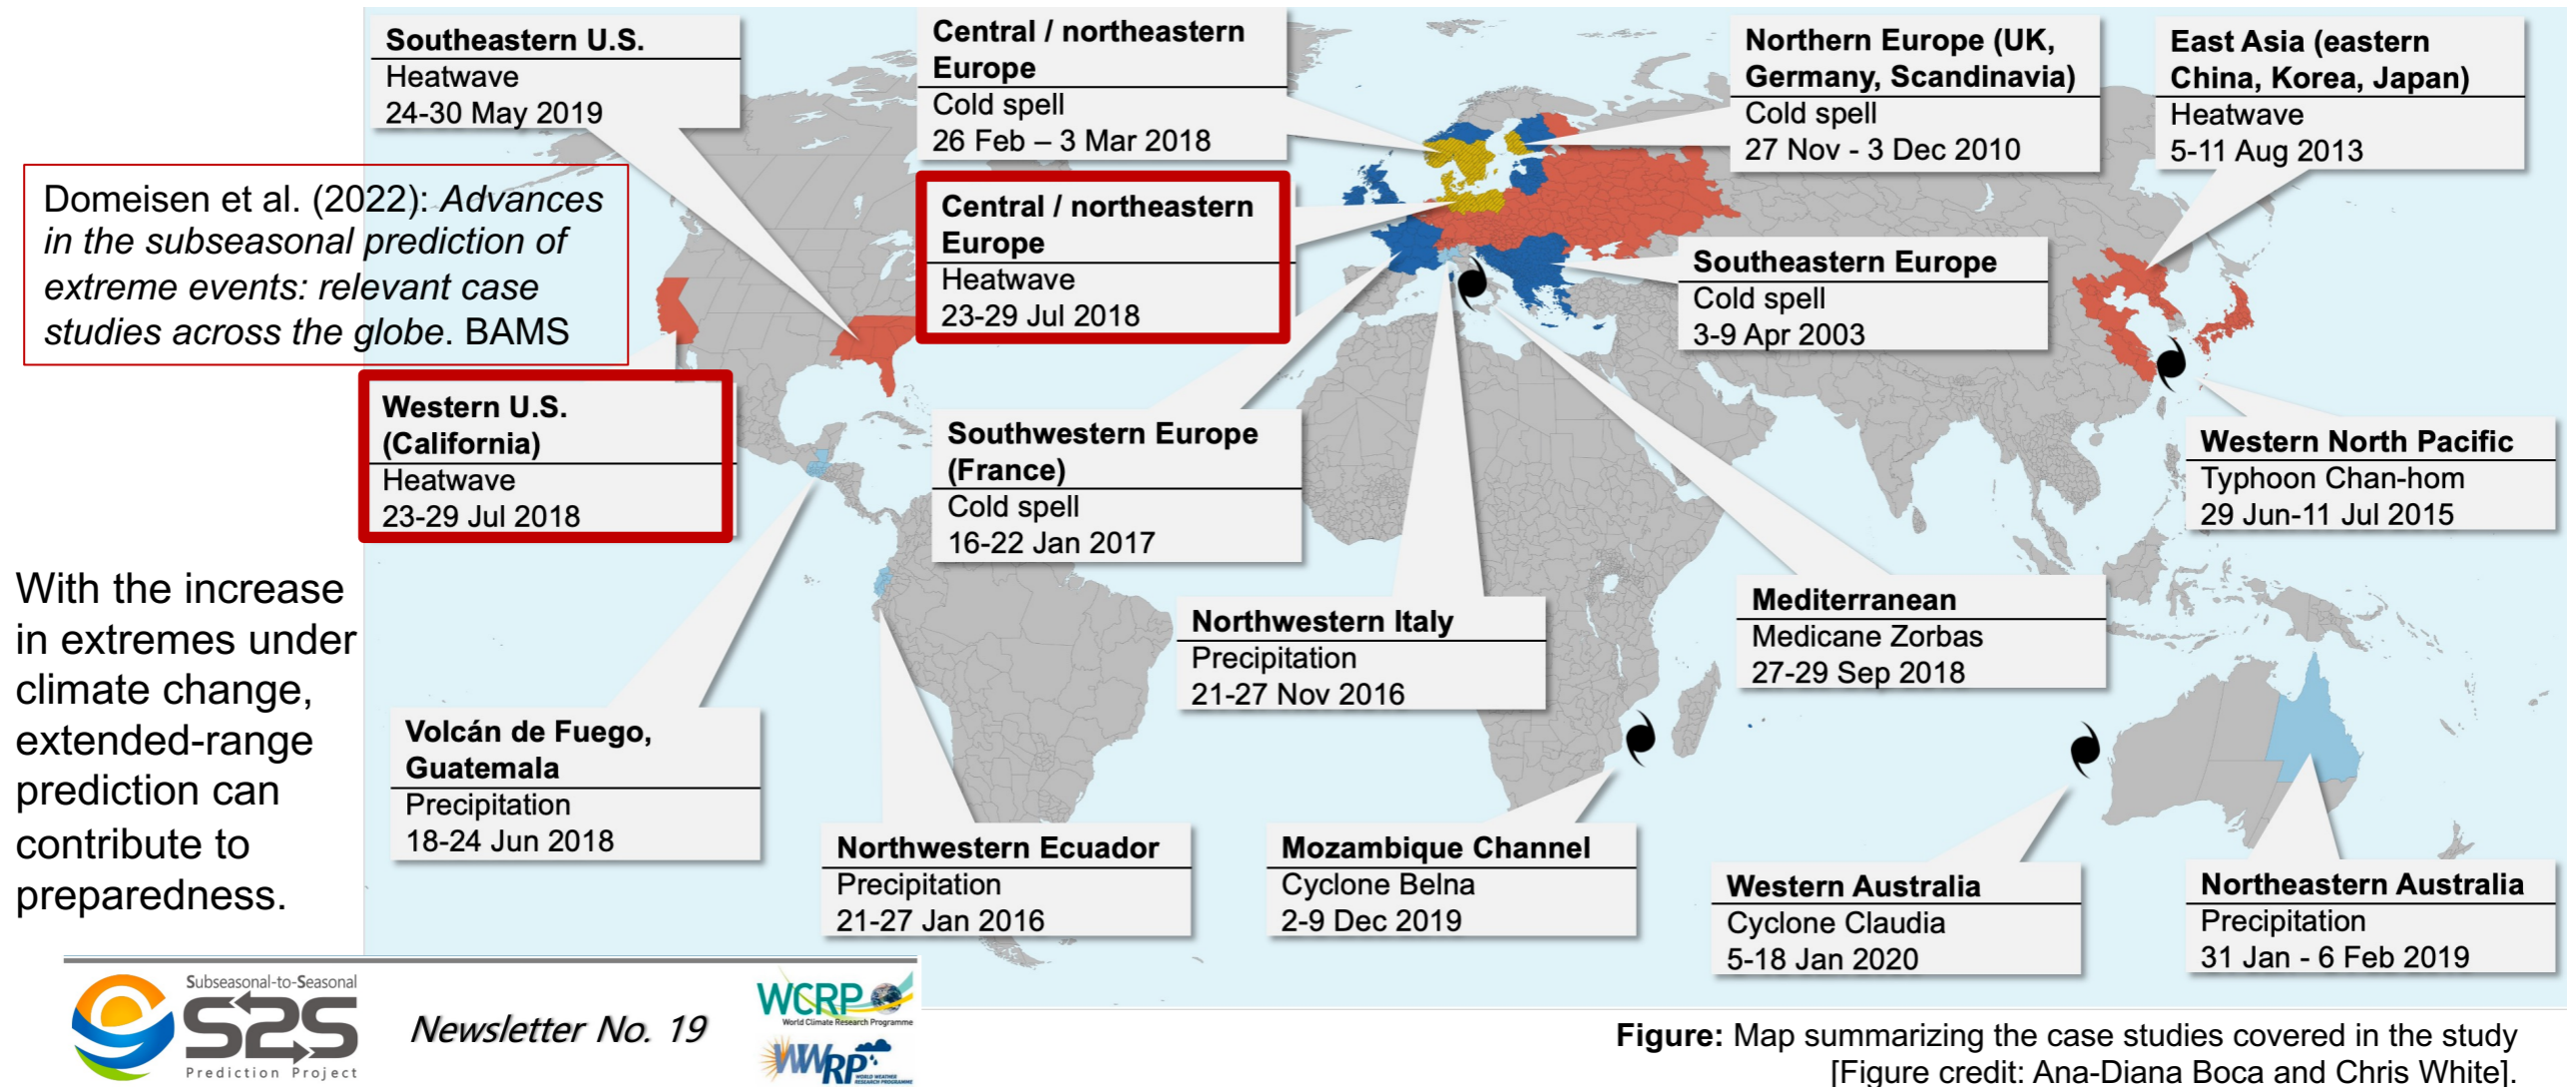 Southeastern U.S.
Heatwave
24-30 May 2019
Central / northeastern
Europe
Cold spell
26 Feb – 3 Mar 2018
Northern Europe (UK,
Germany, Scandinavia)
Cold spell
27 Nov - 3 Dec 2010
East Asia (eastern
China, Korea, Japan)
Heatwave
5-11 Aug 2013
Domeisen et al. (2022): Advances
in the subseasonal prediction of
extreme events: relevant case
studies across the globe. BAMS
Central / northeastern
Europe
Heatwave
23-29 Jul 2018
Southeastern Europe
Cold spell
3-9 Apr 2003
Western U.S.
(California)
Heatwave
23-29 Jul 2018
Southwestern Europe
(France)
Cold spell
16-22 Jan 2017
Western North Pacific
Typhoon Chan-hom
29 Jun-11 Jul 2015
With the increase
in extremes under
climate change,
extended-range
prediction can
contribute to
preparedness.
Northwestern Italy
Precipitation
21-27 Nov 2016
Mediterranean
Medicane Zorbas
27-29 Sep 2018
Volcán de Fuego,
Guatemala
Precipitation
18-24 Jun 2018
Northwestern Ecuador
Precipitation
21-27 Jan 2016
Mozambique Channel
Cyclone Belna
2-9 Dec 2019
Western Australia
Cyclone Claudia
5-18 Jan 2020
Northeastern Australia
Precipitation
31 Jan - 6 Feb 2019
Subseasonal-to-Seasonal
S2S
Prediction Project
Newsletter No. 19
WCRP
World Climate Research Programme
WWRP
WORLD WEATHER
RESEARCH PROGRAMME
Figure: Map summarizing the case studies covered in the study
[Figure credit: Ana-Diana Boca and Chris White].